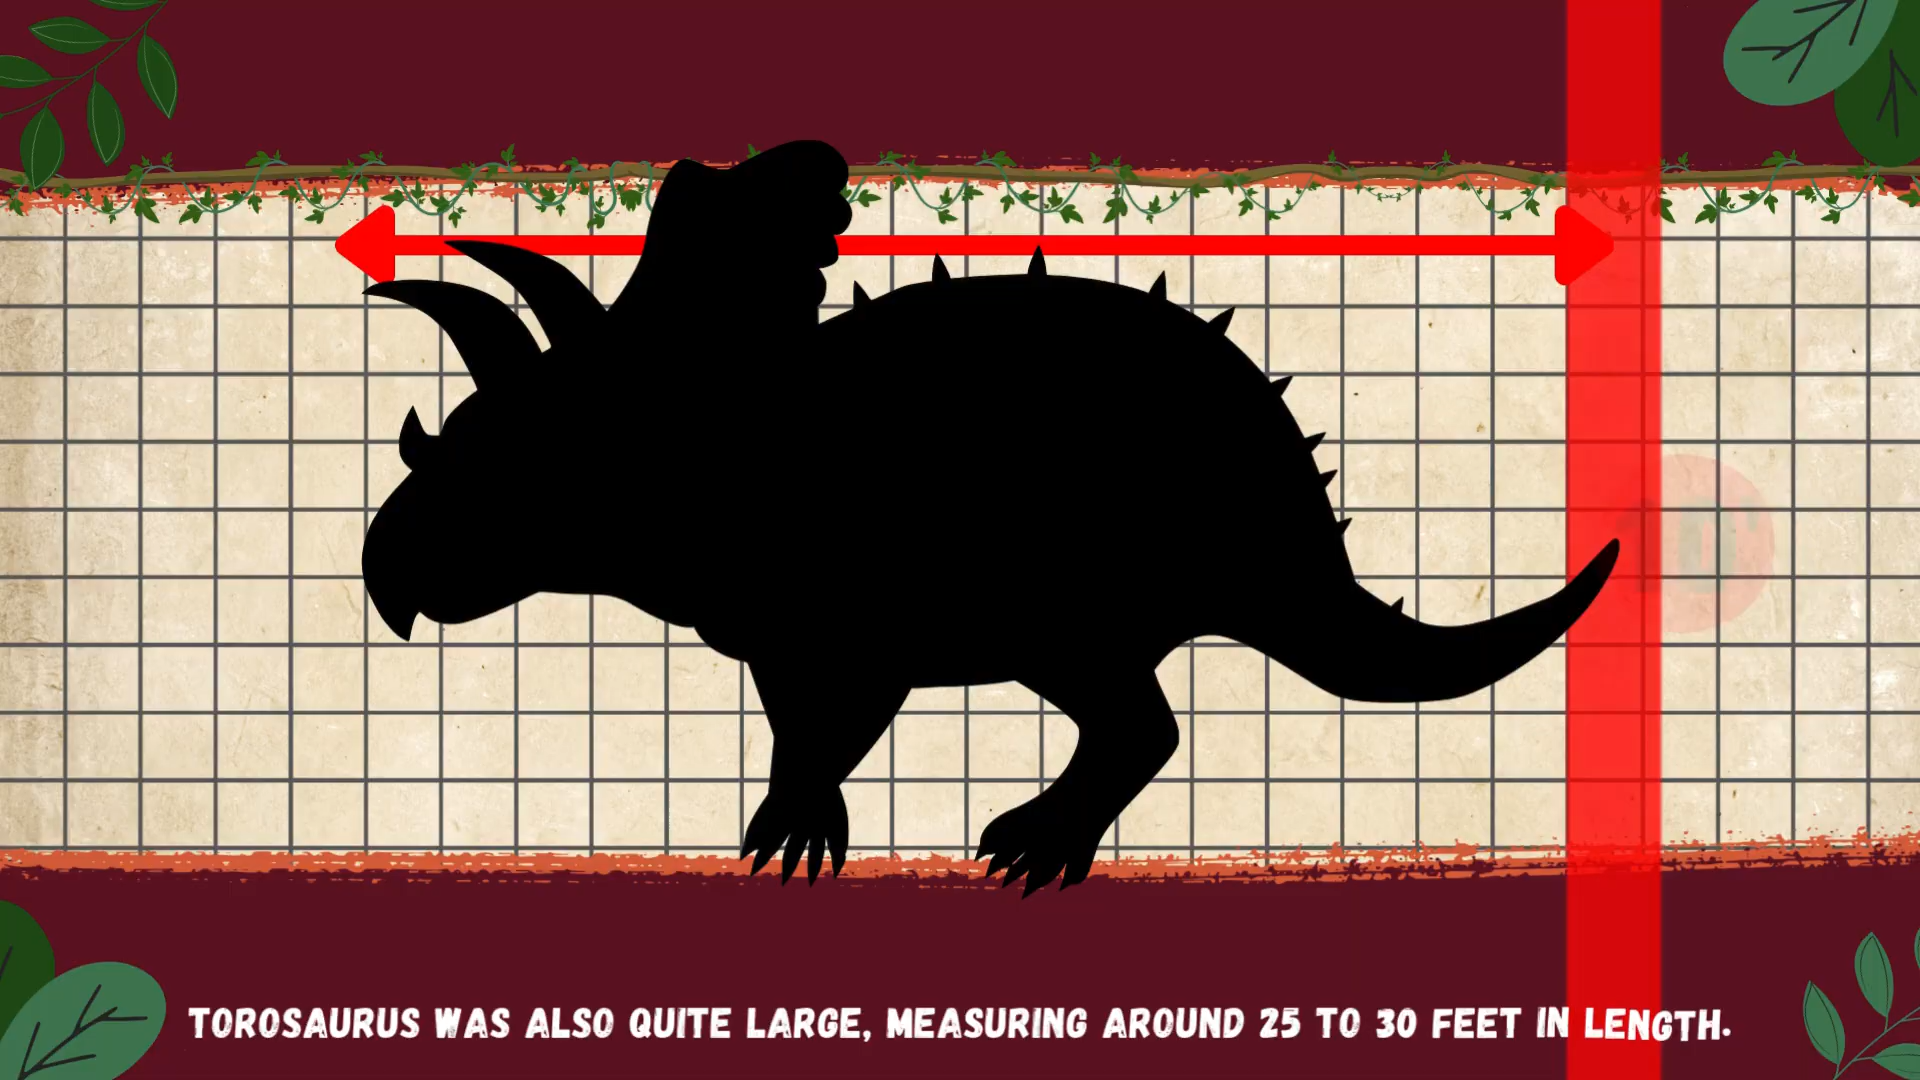 TOROSAURUS WAS ALSO QUITE LARGE, MEASURING AROUND 25 TO 30 FEET IN LENGTH.